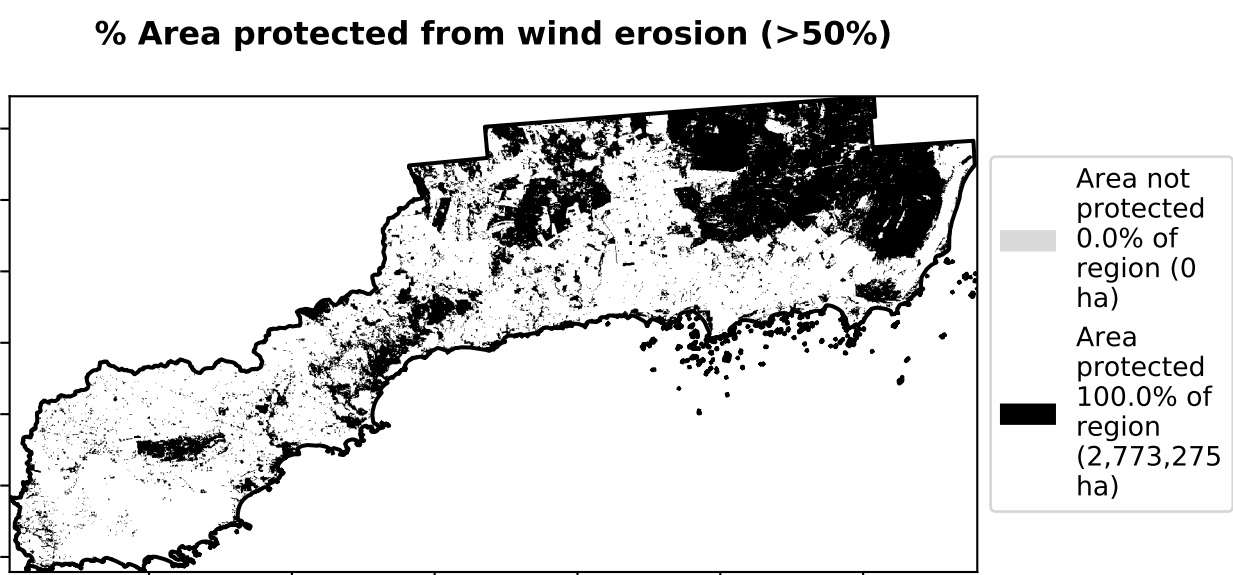 % Area protected from wind erosion (>50%)
Area not
protected
0.0% of
region (0
ha)
Area
protected
100.0% of
region
(2,773,275
ha)